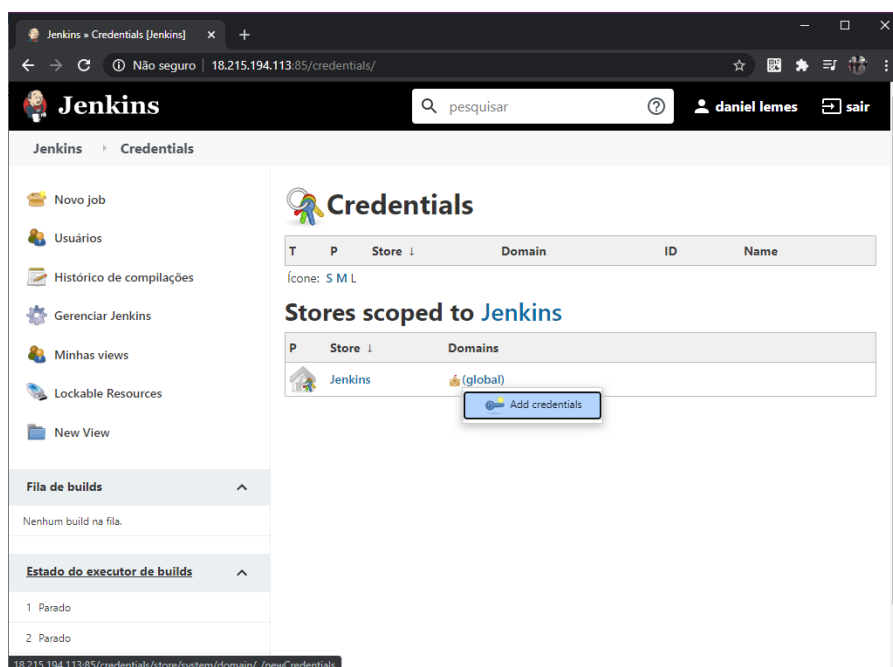 Jenkins » Credentials [Jenkins]
Não seguro | 18.215.194.113:85/credentials/
Jenkins
pesquisar
daniel lemes
sair
Jenkins
Credentials
Novo job
Usuários
Histórico de compilações
Gerenciar Jenkins
Minhas views
Lockable Resources
New View
Fila de builds
Nenhum build na fila.
Estado do executor de builds
1 Parado
2 Parado
Credentials
T P Store ↓ Domain ID Name
Ícone: S M L
Stores scoped to Jenkins
P Store ↓ Domains
Jenkins (global)
Add credentials
18.215.194.113:85/credentials/store/system/domain/_/newCredentials